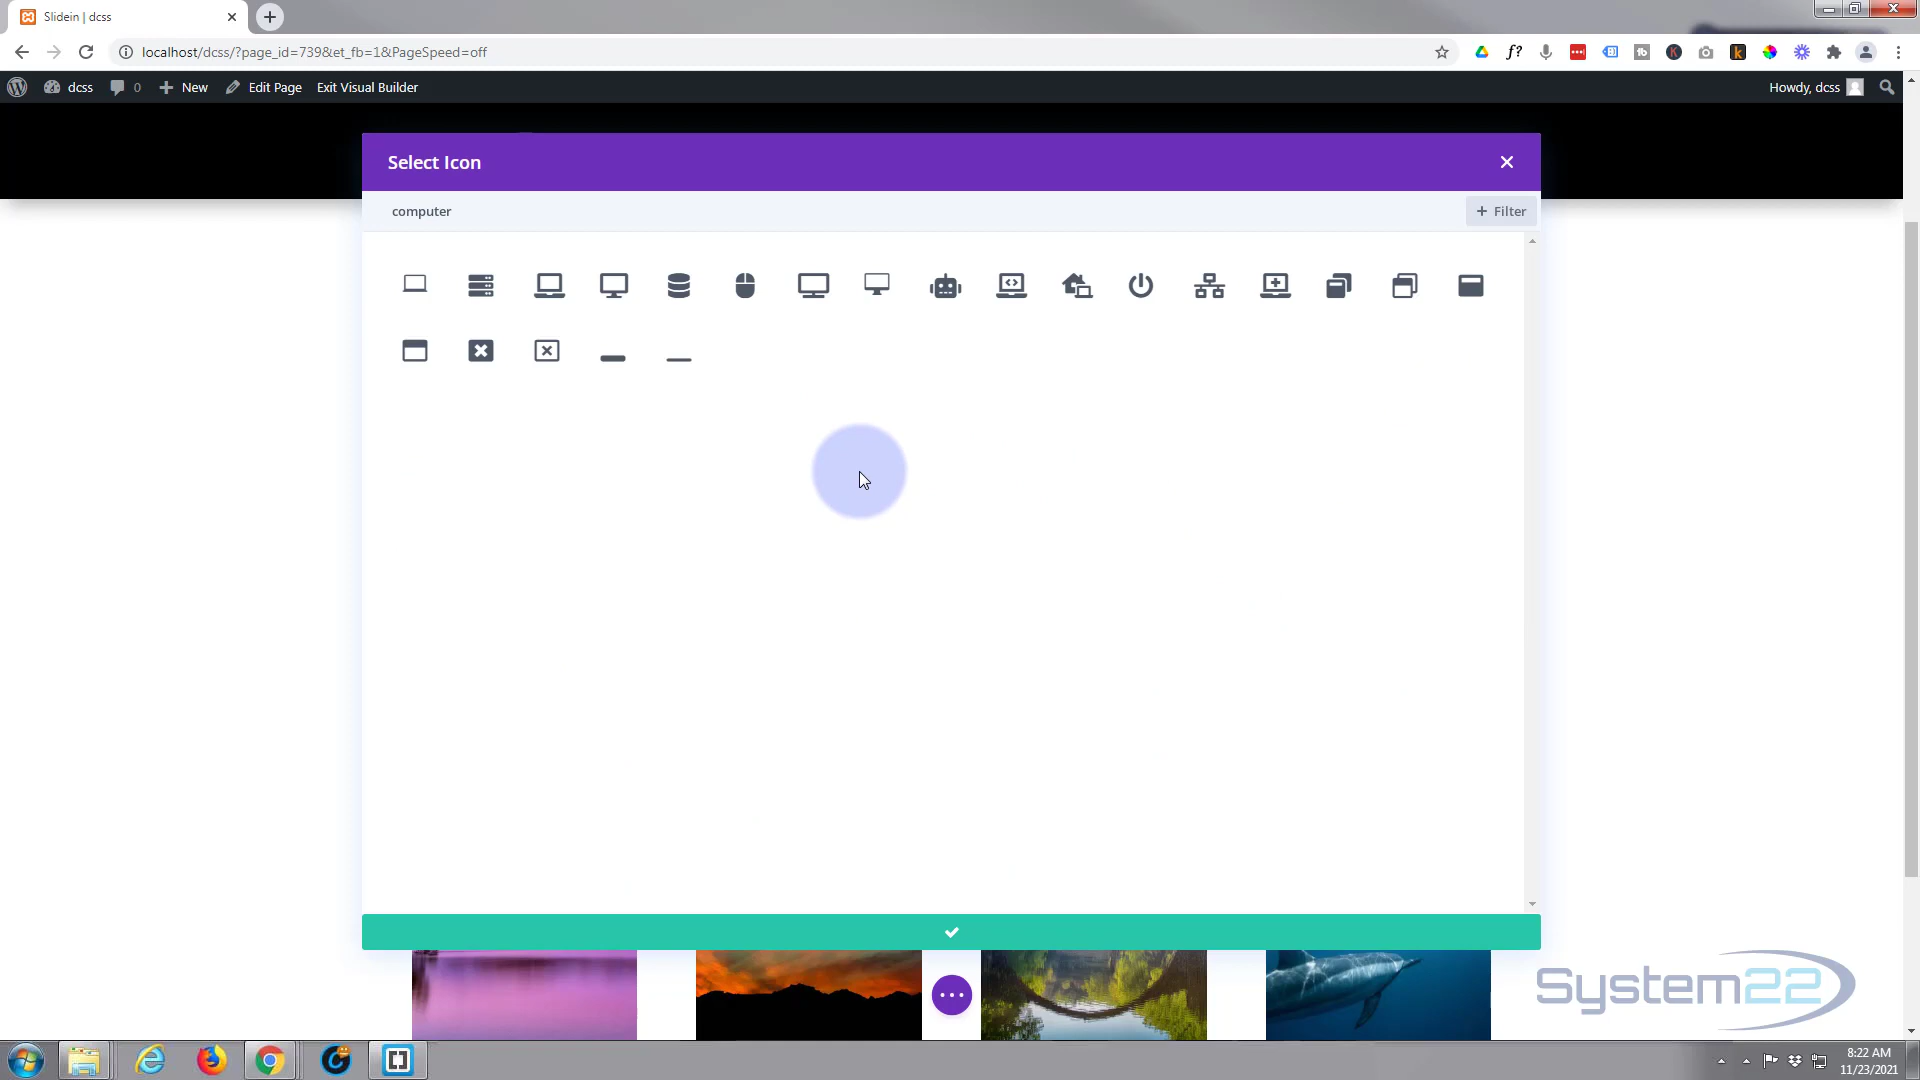 Slidein | dcss
localhost/dcss/?page_id=739&et_fb=1&PageSpeed=off
dcss 0 New Edit Page Exit Visual Builder Howdy, dcss
Select Icon
computer
+ Filter
System22
8:22 AM
11/23/2021